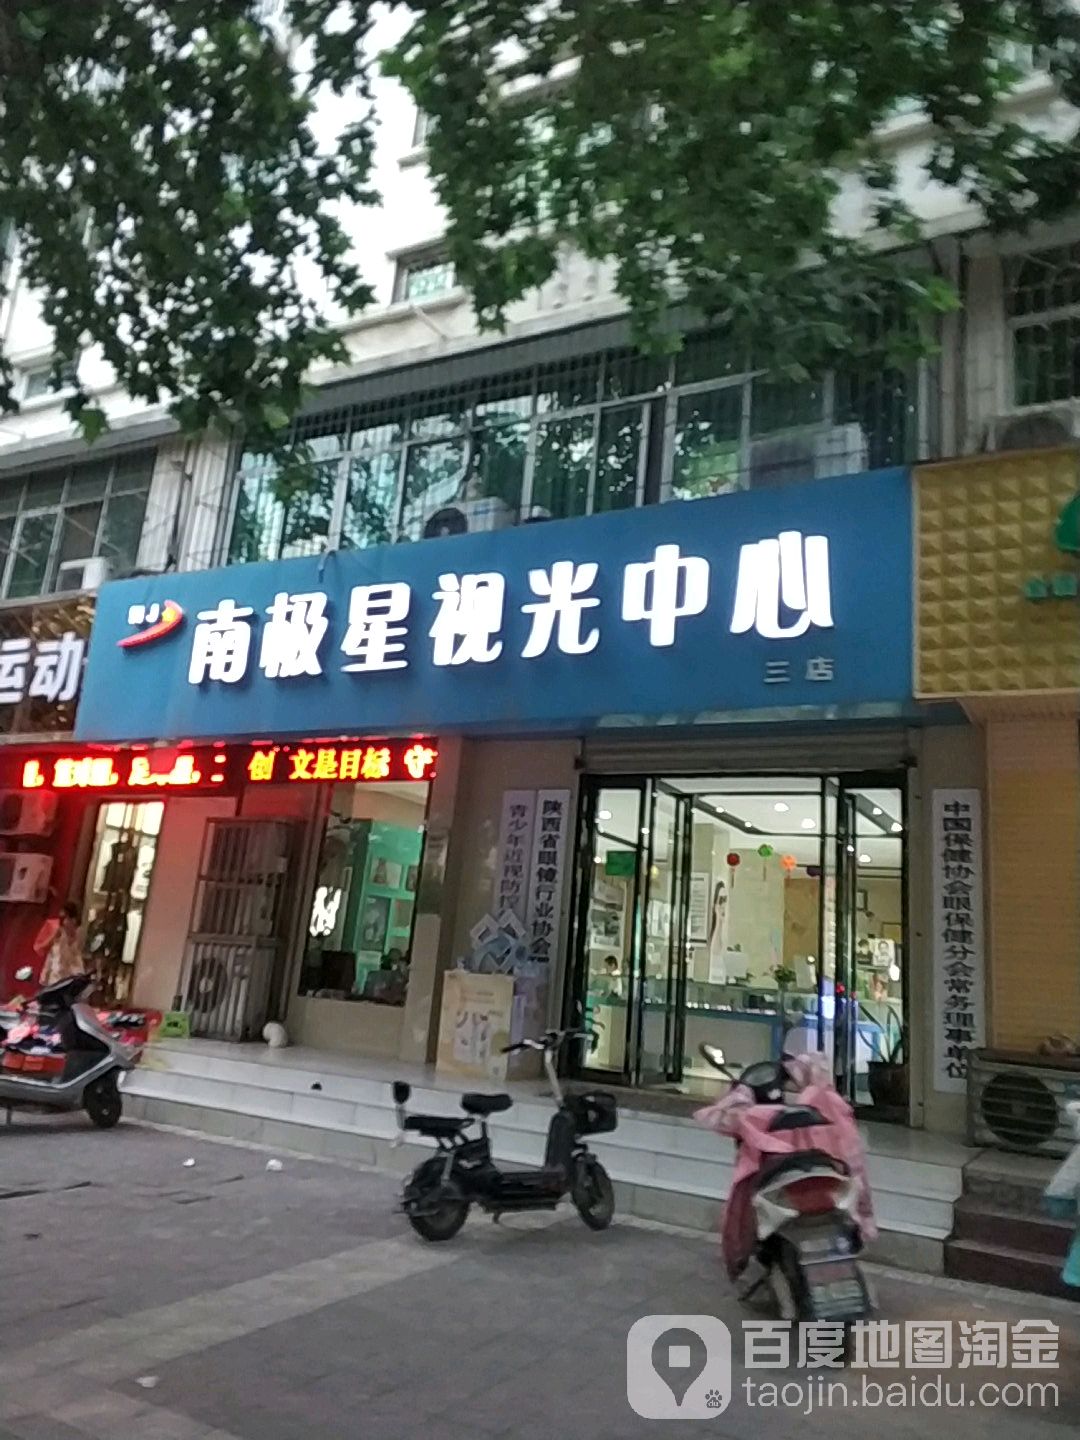 南极星视光中心
三店
运动
创 文是目标 守
青少年近视防控
陕西省眼镜行业协会
中国保健协会眼保健分会常务理事单位
百度地图淘金
taojin.baidu.com